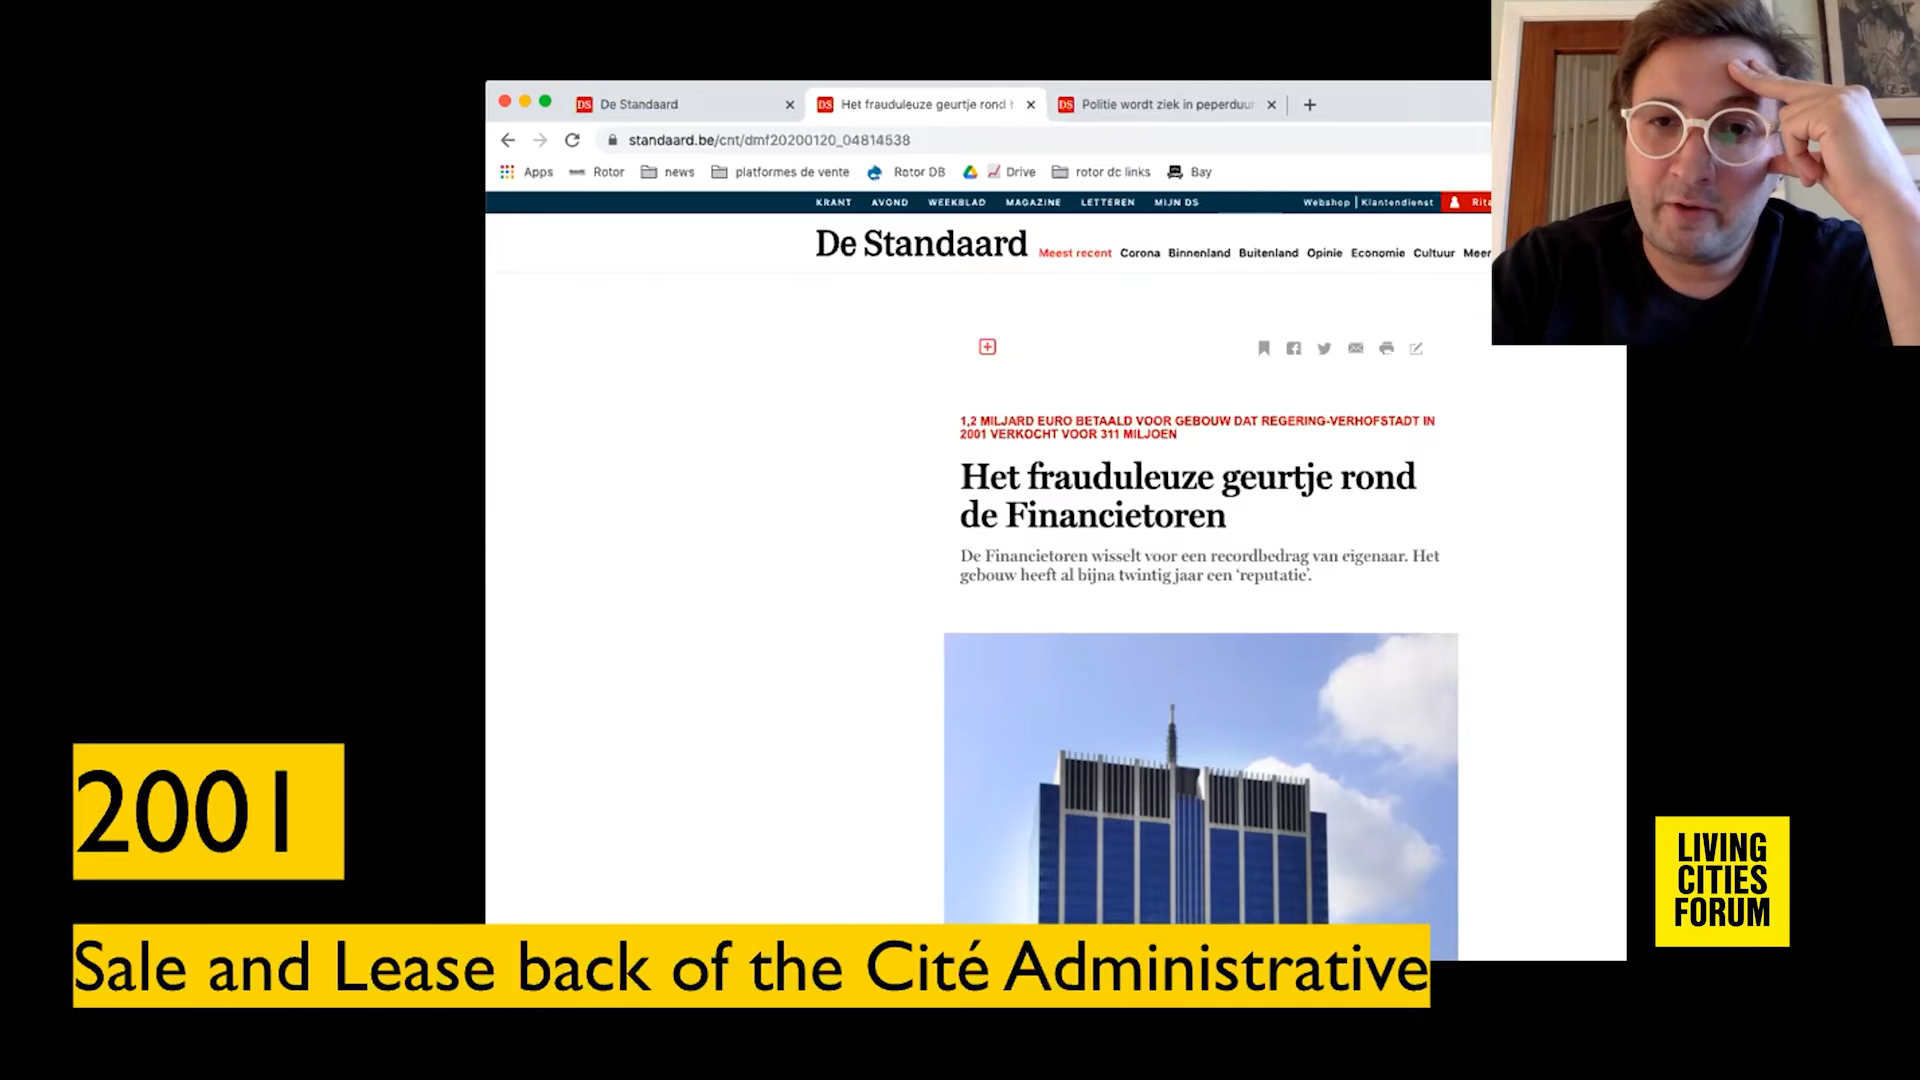 De Standaard
Het frauduleuze geurtje rond
Politie wordt ziek in peperduur
standaard.be/cnt/dmf20200120_04814538
Apps Rotor news platformes de vente Rotor DB Drive rotor dc links Bay
KRANT AVOND WEEKBLAD MAGAZINE LETTEREN MIJN DS Webshop | Klantendienst Rita
De Standaard Meest recent Corona Binnenland Buitenland Opinie Economie Cultuur Meer
1,2 MILJARD EURO BETAALD VOOR GEBOUW DAT REGERING-VERHOFSTADT IN
2001 VERKOCHT VOOR 311 MILJOEN
Het frauduleuze geurtje rond
de Financietoren
De Financietoren wisselt voor een recordbedrag van eigenaar. Het
gebouw heeft al bijna twintig jaar een ‘reputatie’.
2001
Sale and Lease back of the Cité Administrative
LIVING
CITIES
FORUM